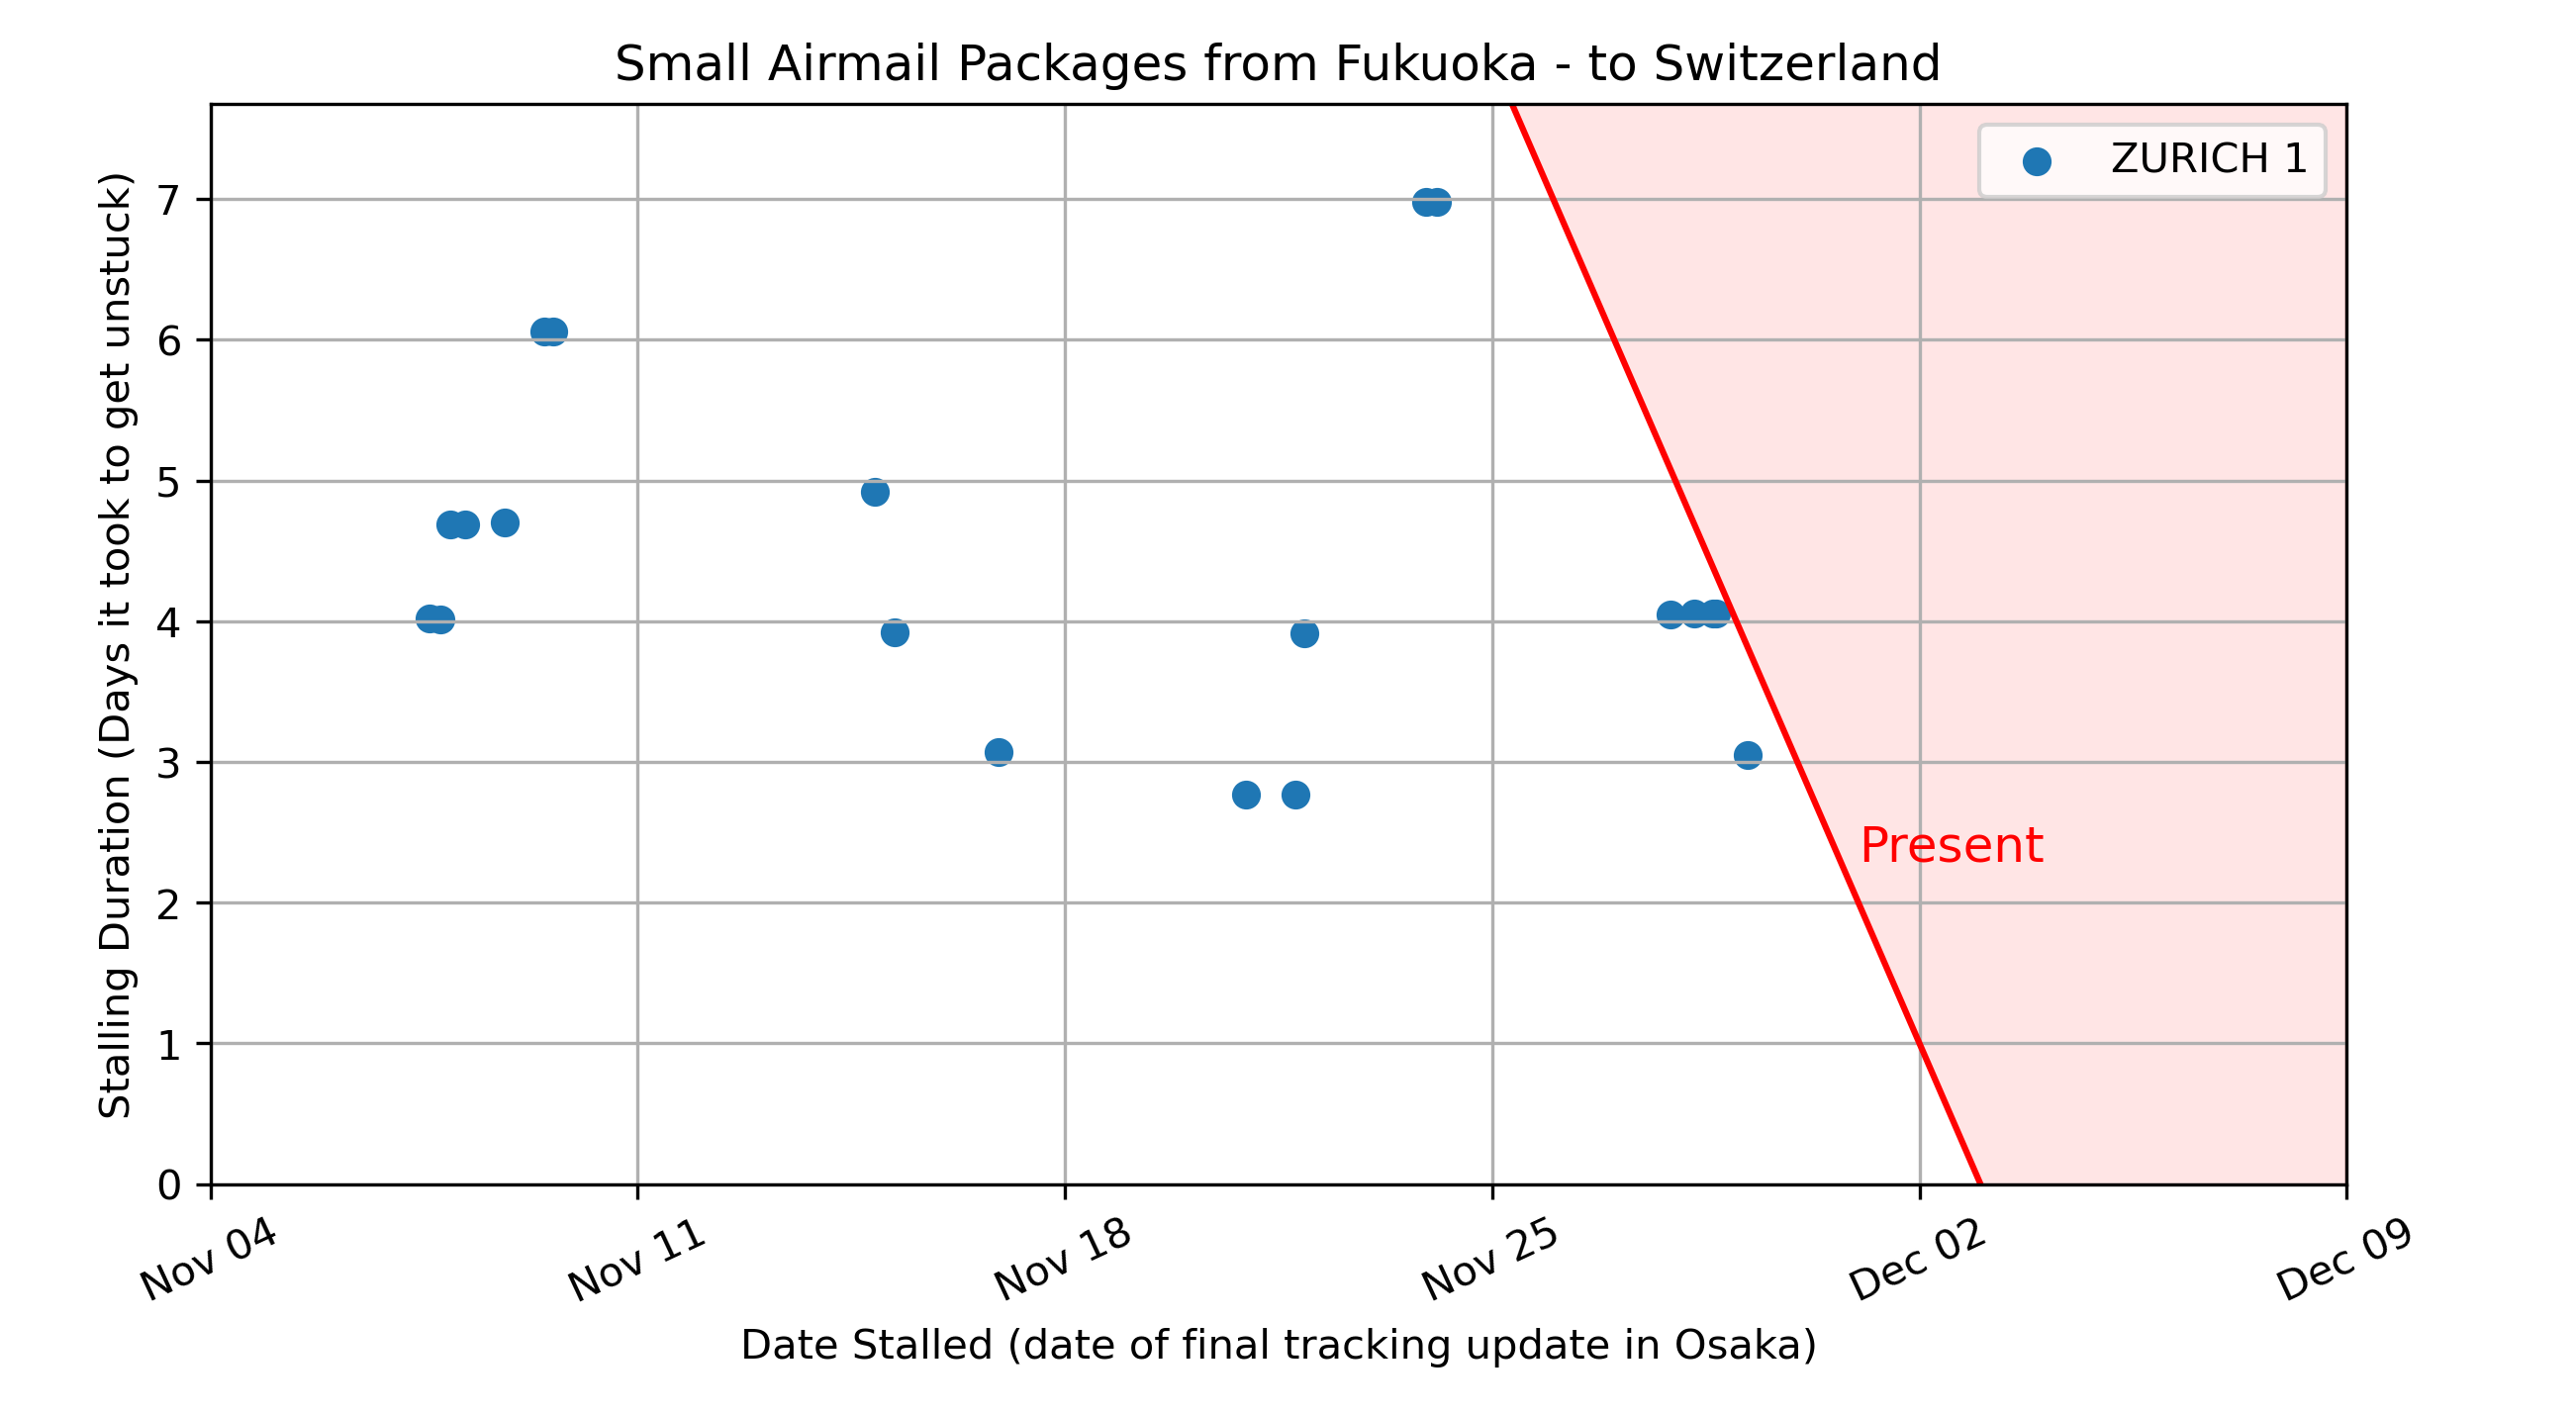 Small Airmail Packages from Fukuoka - to Switzerland
ZURICH 1
Stalling Duration (Days it took to get unstuck)
7
6
5
4
3
2
1
0
Present
Nov 04
Nov 11
Nov 18
Nov 25
Dec 02
Dec 09
Date Stalled (date of final tracking update in Osaka)